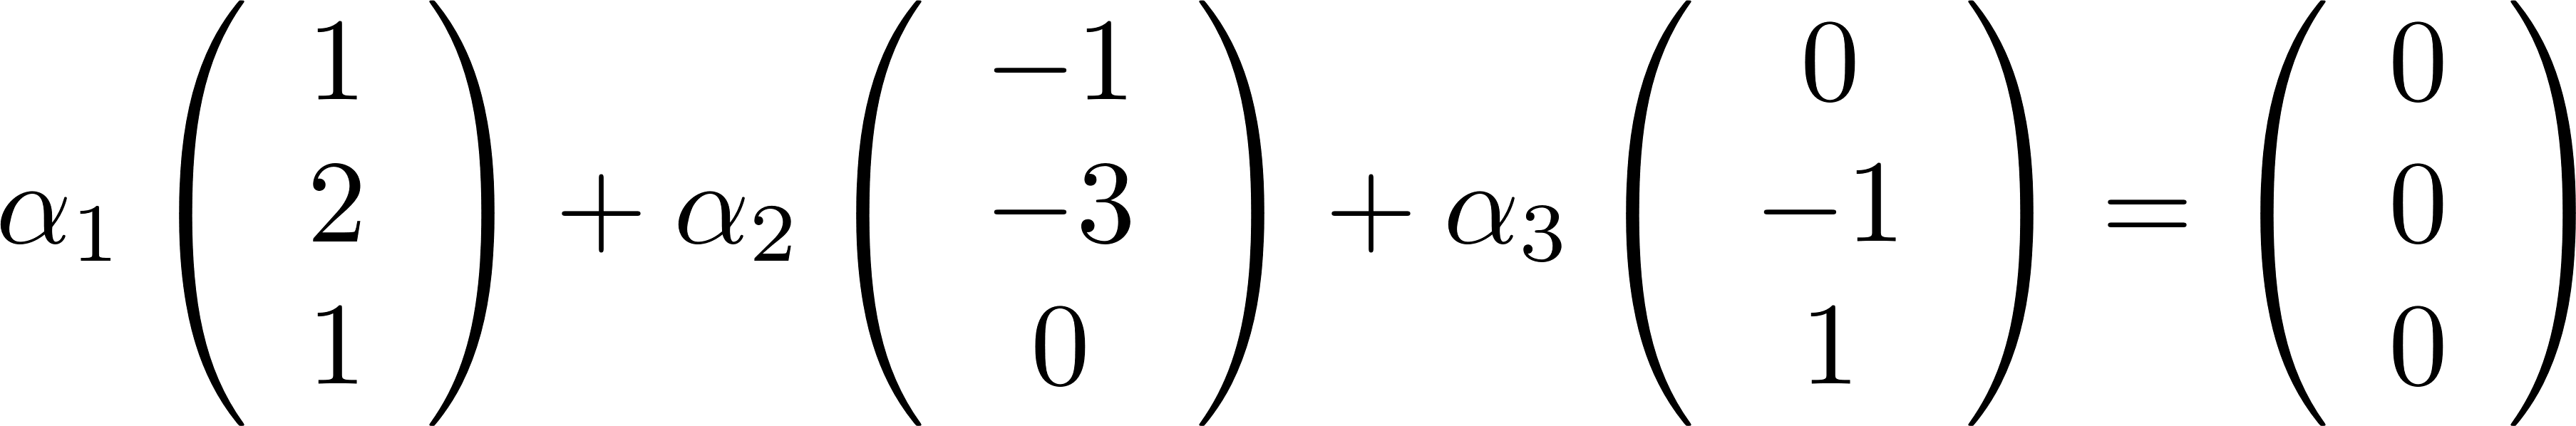 α₁ ( 1 2 1 ) + α₂ ( −1 −3 0 ) + α₃ ( 0 −1 1 ) = ( 0 0 0 )